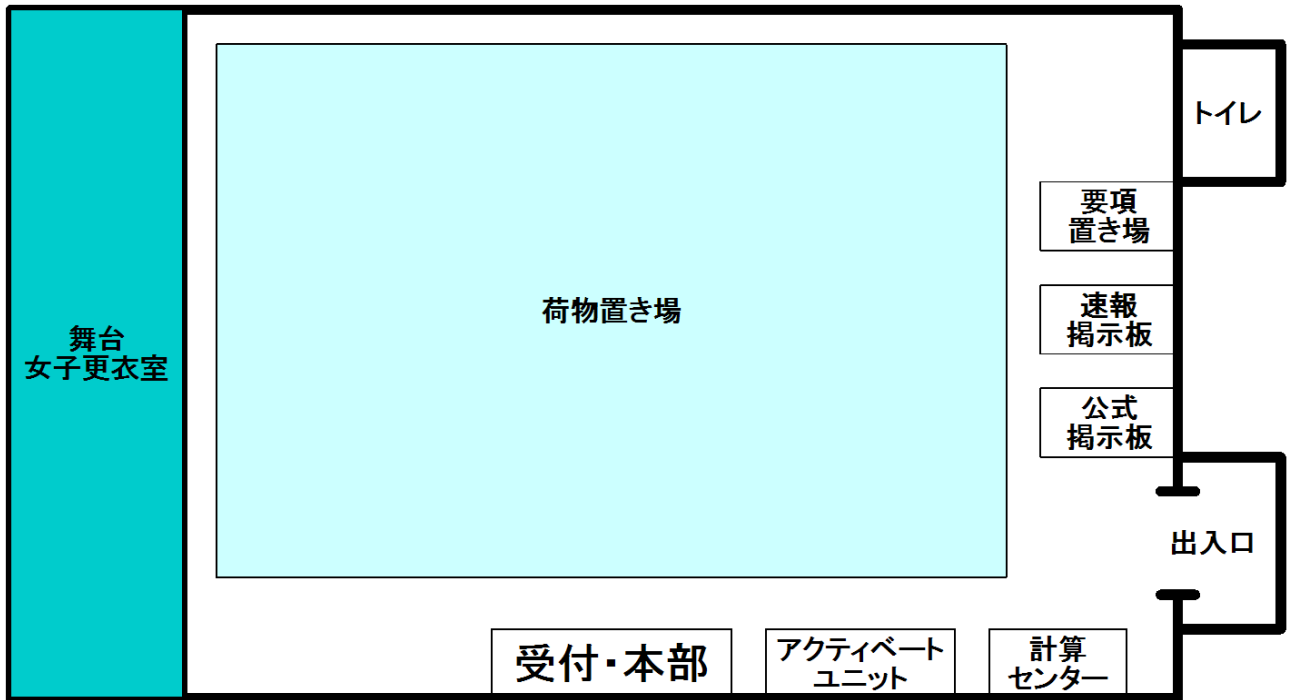 トイレ
要項
置き場
荷物置き場
速報
掲示板
舞台
女子更衣室
公式
掲示板
出入口
受付・本部
アクティベート
ユニット
計算
センター